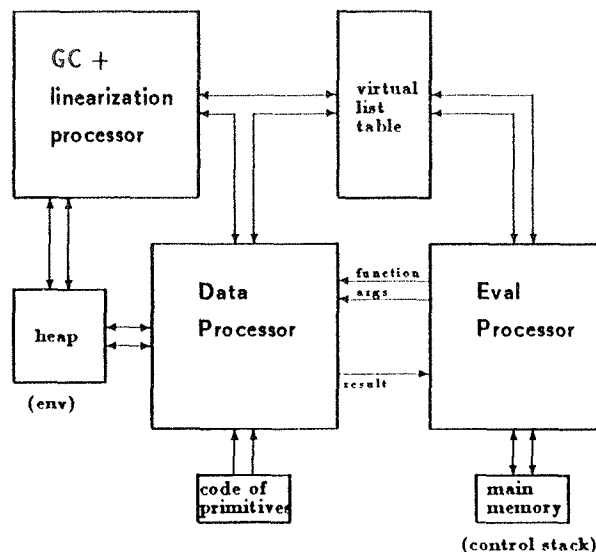 GC +
linearization
processor
virtual
list
table
Data
Processor
function
args
result
Eval
Processor
heap
(env)
code of
primitives
main
memory
(control stack)